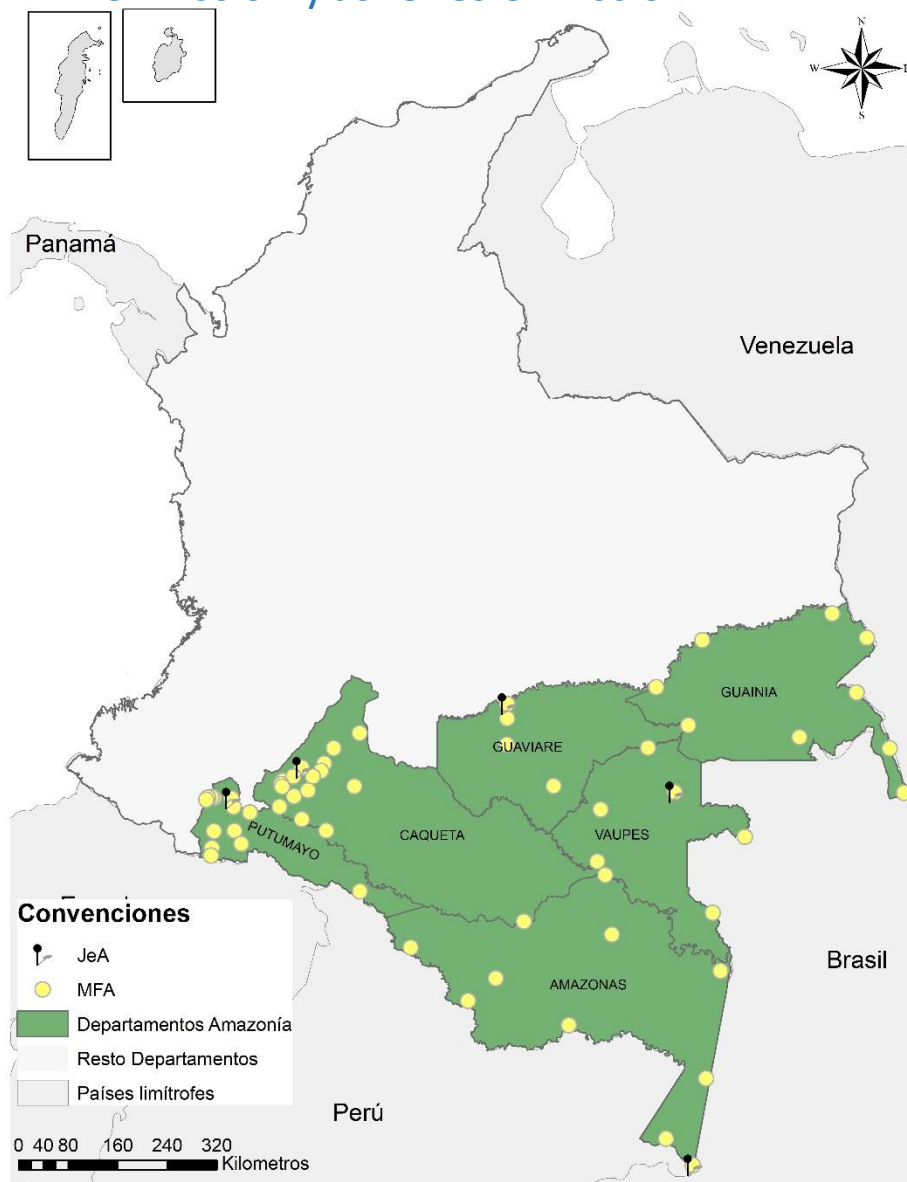 N
W E
S
Panamá
Venezuela
GUAINIA
GUAVIARE
VAUPES
CAQUETA
PUTUMAYO
AMAZONAS
Brasil
Perú
Convenciones
JeA
MFA
Departamentos Amazonía
Resto Departamentos
Países limítrofes
0 40 80 160 240 320
Kilometros